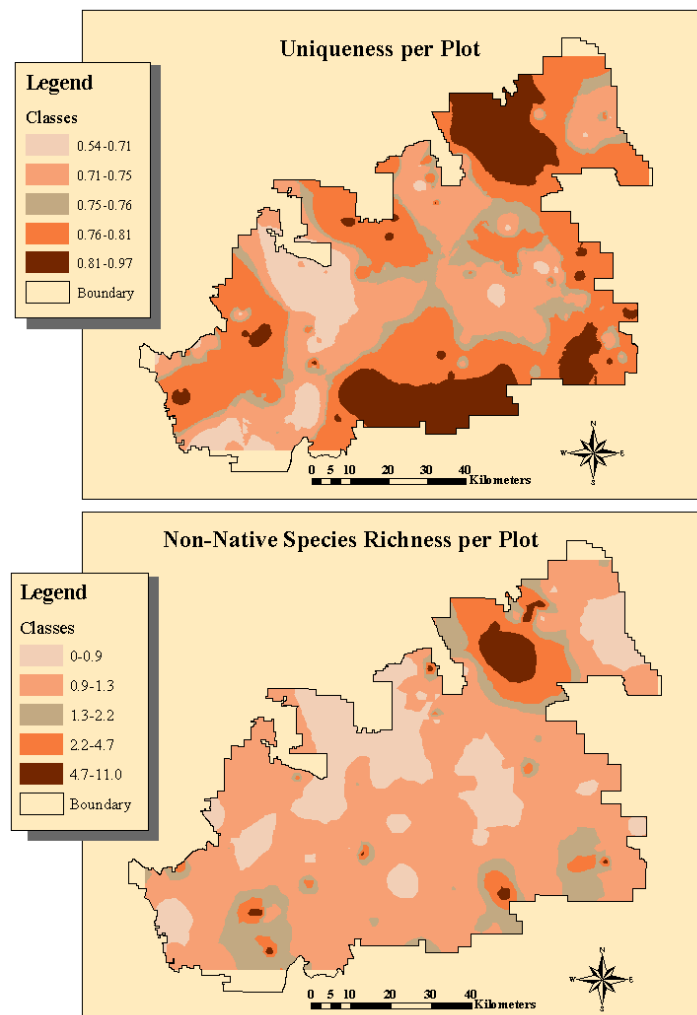 Uniqueness per Plot
Legend
Classes
0.54-0.71
0.71-0.75
0.75-0.76
0.76-0.81
0.81-0.97
Boundary
N
W E
S
0 5 10 20 30 40
Kilometers
Non-Native Species Richness per Plot
Legend
Classes
0-0.9
0.9-1.3
1.3-2.2
2.2-4.7
4.7-11.0
Boundary
N
W E
S
0 5 10 20 30 40
Kilometers